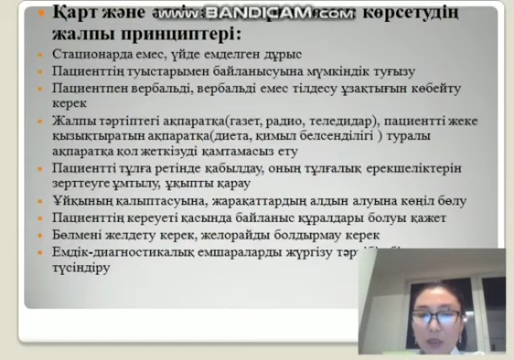 WWW.BANDICAM.COM
Қарт және көрсетудің
жалпы принциптері:
Стационарда емес, үйде емделген дұрыс
Пациенттің туыстарымен байланысуына мүмкіндік туғызу
Пациентпен вербальді, вербальді емес тілдесу ұзақтығын көбейту
керек
Жалпы тәртіптегі ақпаратқа(газет, радио, теледидар), пациентті жеке
қызықтыратын ақпаратқа(диета, қимыл белсенділігі ) туралы
ақпаратқа қол жеткізуді қамтамасыз ету
Пациентті тұлға ретінде қабылдау, оның тұлғалық ерекшеліктерін
зерттеуге ұмтылу, ұқыпты қарау
Ұйқының қалыптасуына, жарақаттардың алдын алуына көңіл бөлу
Пациенттің кереуеті қасында байланыс құралдары болуы қажет
Бөлмені желдету керек, желорайды болдырмау керек
Емдік-диагностикалық емшараларды жүргізу
түсіндіру